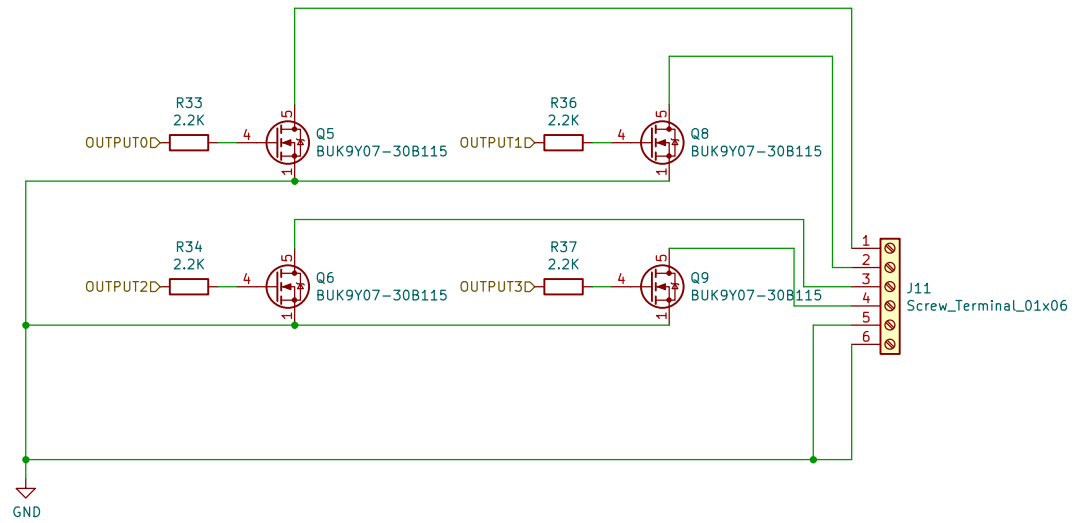 R33
2.2K
OUTPUT0
4
5
1
Q5
BUK9Y07-30B115
R36
2.2K
OUTPUT1
4
5
1
Q8
BUK9Y07-30B115
R34
2.2K
OUTPUT2
4
5
1
Q6
BUK9Y07-30B115
R37
2.2K
OUTPUT3
4
5
1
Q9
BUK9Y07-30B115
1
2
3
4
5
6
J11
Screw_Terminal_01x06
GND